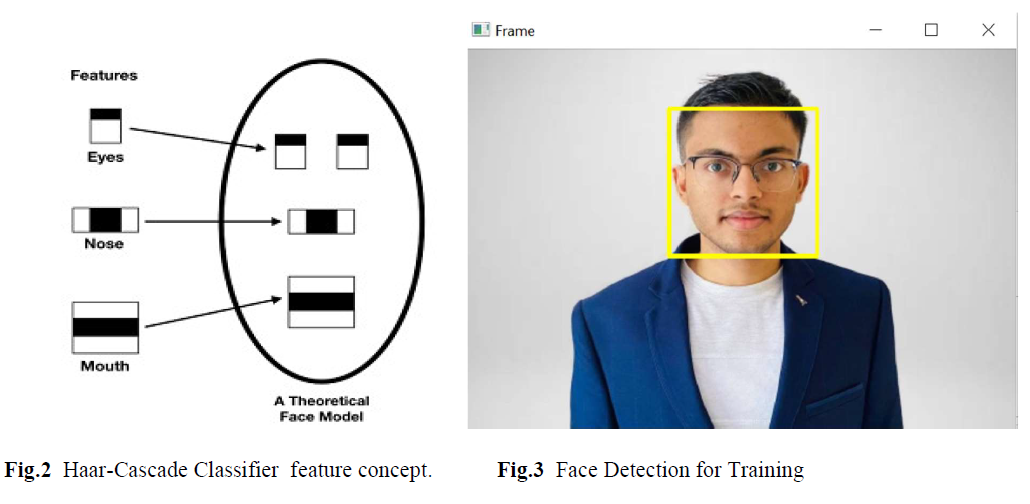 Features
Eyes
Nose
Mouth
A Theoretical
Face Model
Frame
Fig.2 Haar-Cascade Classifier feature concept.
Fig.3 Face Detection for Training